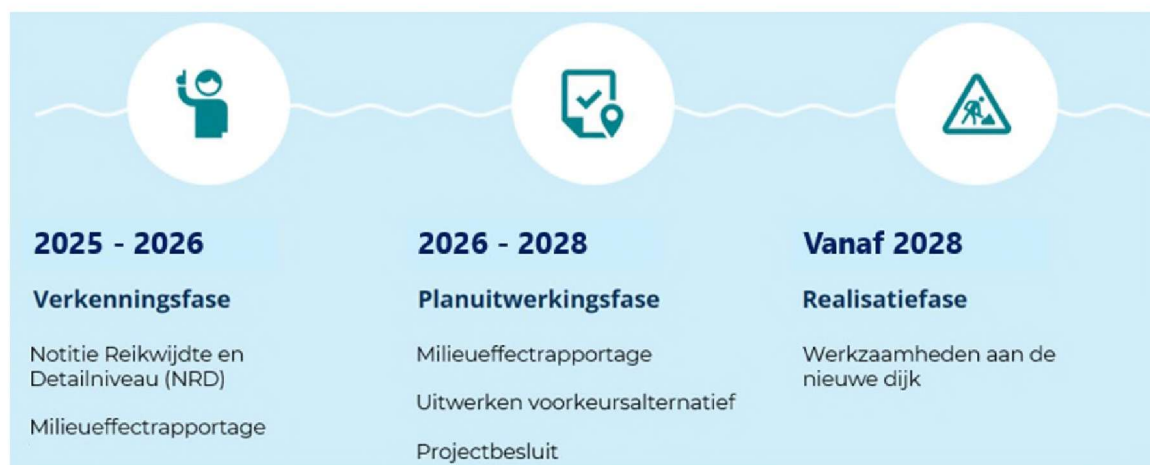 2025 - 2026
Verkenningsfase
Notitie Reikwijdte en
Detailniveau (NRD)
Milieueffectrapportage
2026 - 2028
Planuitwerkingsfase
Milieueffectrapportage
Uitwerken voorkeursalternatief
Projectbesluit
Vanaf 2028
Realisatiefase
Werkzaamheden aan de
nieuwe dijk